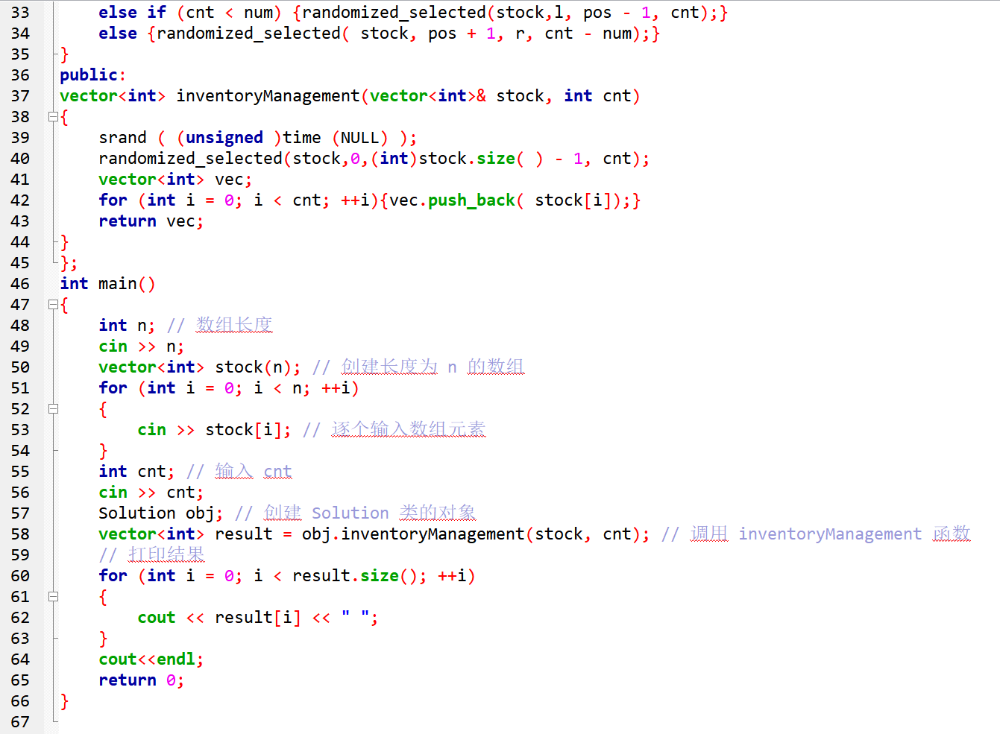 33 else if (cnt < num) {randomized_selected(stock,l, pos - 1, cnt);}
34 else {randomized_selected( stock, pos + 1, r, cnt - num);}
35 }
36 public:
37 vector<int> inventoryManagement(vector<int>& stock, int cnt)
38 {
39 srand ( (unsigned )time (NULL) );
40 randomized_selected(stock,0,(int)stock.size( ) - 1, cnt);
41 vector<int> vec;
42 for (int i = 0; i < cnt; ++i){vec.push_back( stock[i]);}
43 return vec;
44 }
45 };
46 int main()
47 {
48 int n; // 数组长度
49 cin >> n;
50 vector<int> stock(n); // 创建长度为 n 的数组
51 for (int i = 0; i < n; ++i)
52 {
53 cin >> stock[i]; // 逐个输入数组元素
54 }
55 int cnt; // 输入 cnt
56 cin >> cnt;
57 Solution obj; // 创建 Solution 类的对象
58 vector<int> result = obj.inventoryManagement(stock, cnt); // 调用 inventoryManagement 函数
59 // 打印结果
60 for (int i = 0; i < result.size(); ++i)
61 {
62 cout << result[i] << " ";
63 }
64 cout<<endl;
65 return 0;
66 }
67